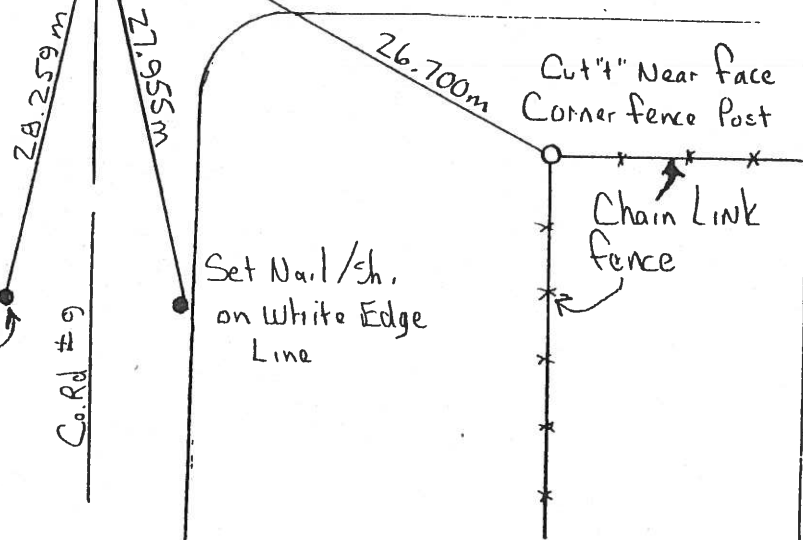 28.259m
27.955m
26.700m
Cut "t" Near face
Corner fence Post
Chain Link
fence
Set Nail/Sh.
on White Edge
Line
Co. Rd # 9